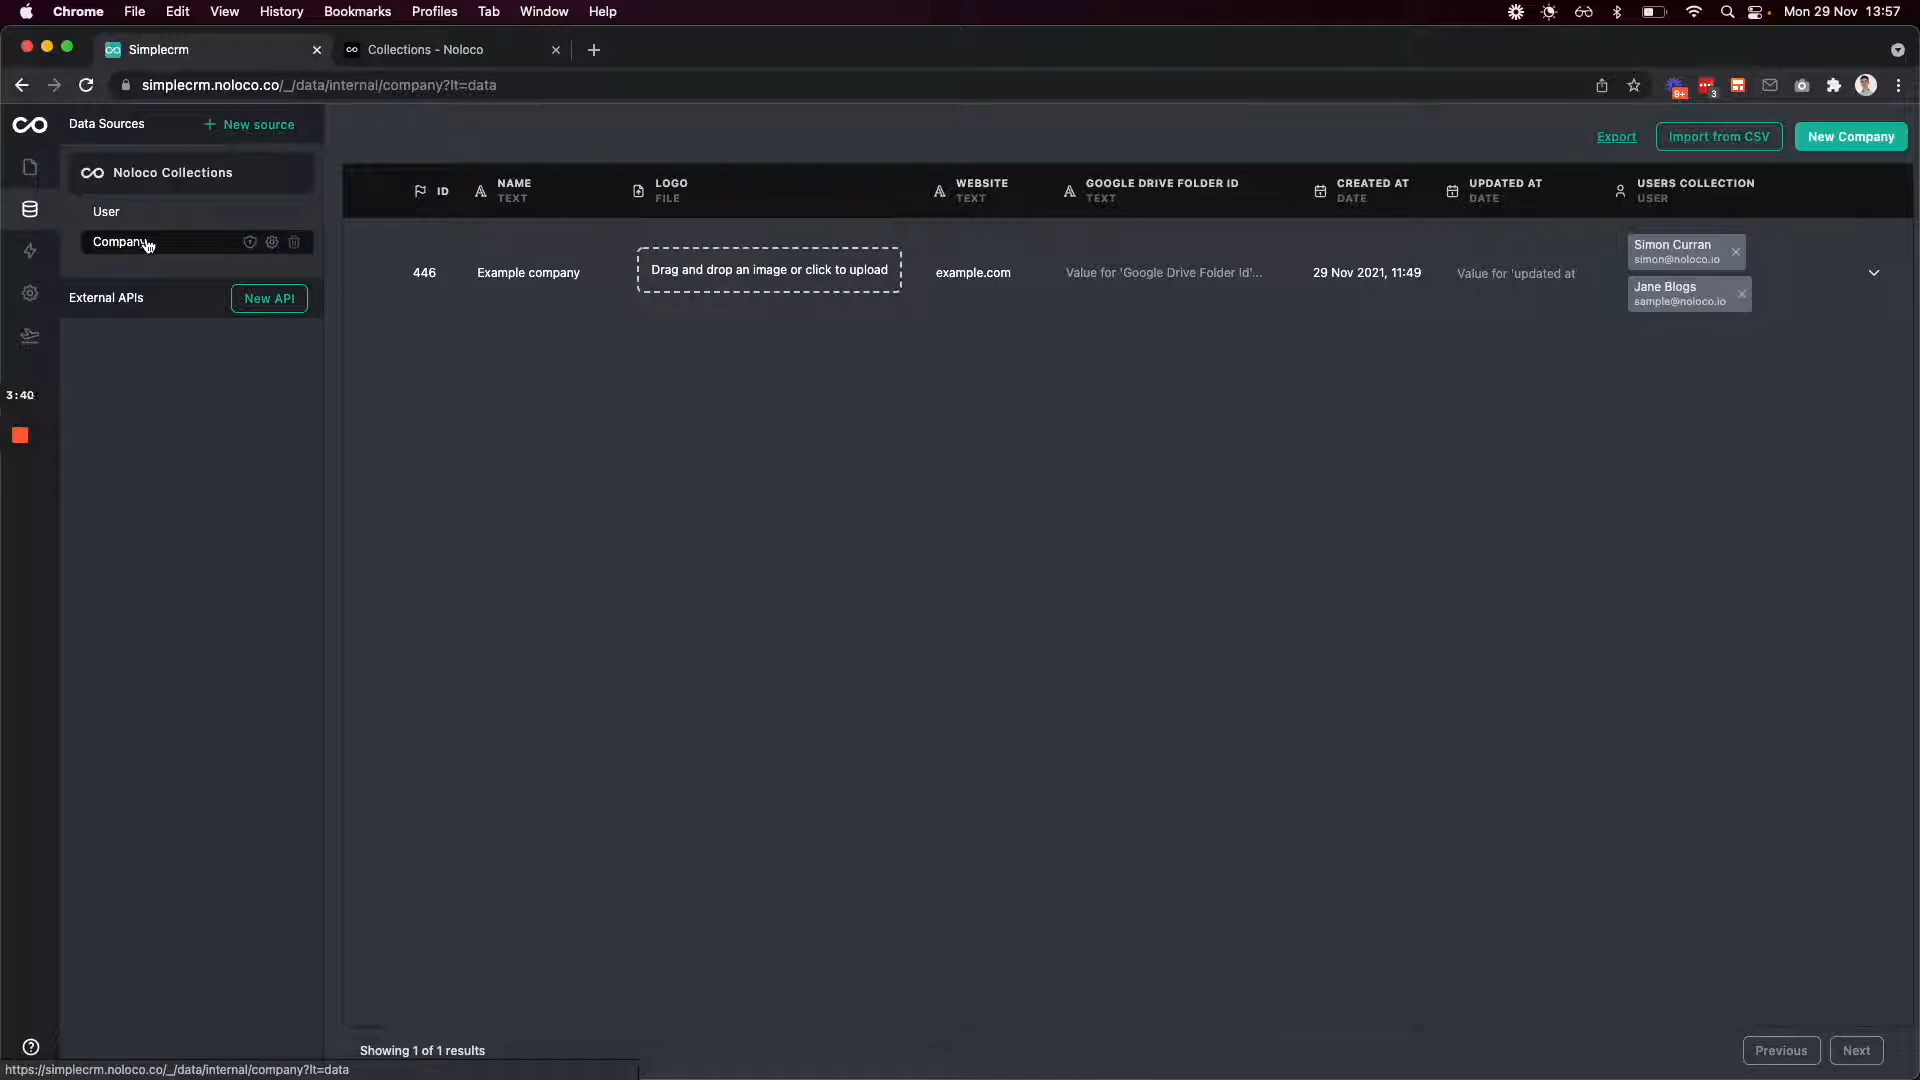 Chrome File Edit View History Bookmarks Profiles Tab Window Help Mon 29 Nov 13:57
Simplecrm Collections - Noloco
simplecrm.noloco.co/_/data/internal/company?lt=data 9+ 3
Data Sources + New source
Export Import from CSV New Company
Noloco Collections
User
Company
External APIs New API
3:40
ID NAME LOGO WEBSITE GOOGLE DRIVE FOLDER ID CREATED AT UPDATED AT USERS COLLECTION
TEXT FILE TEXT TEXT DATE DATE USER
446 Example company Drag and drop an image or click to upload example.com Value for 'Google Drive Folder Id'... 29 Nov 2021, 11:49 Value for 'updated at
Simon Curran
simon@noloco.io
Jane Blogs
sample@noloco.io
Showing 1 of 1 results
Previous Next
https://simplecrm.noloco.co/_/data/internal/company?lt=data